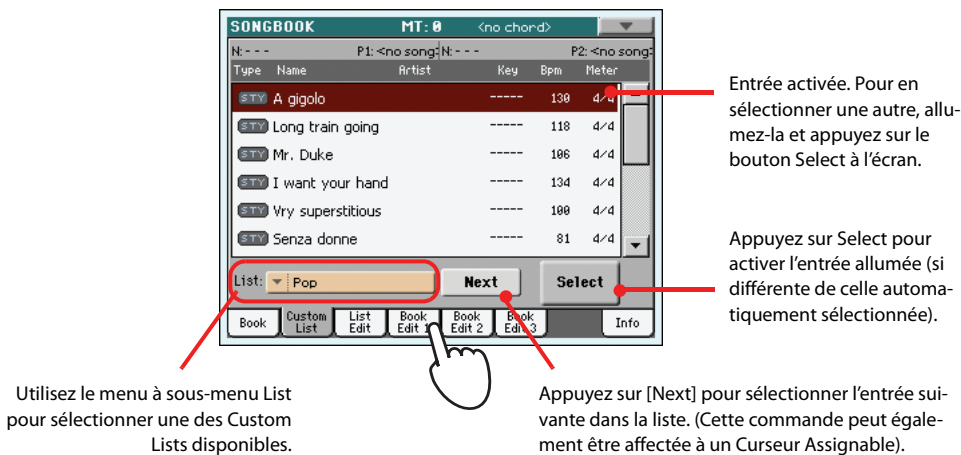 SONGBOOK MT: 0 <no chord>
N: - - - P1: <no song> N: - - - P2: <no song>
Type Name Artist Key Bpm Meter
STY A gigolo ----- 130 4/4
STY Long train going ----- 118 4/4
STY Mr. Duke ----- 106 4/4
STY I want your hand ----- 134 4/4
STY Vry superstitious ----- 100 4/4
STY Senza donne ----- 81 4/4
List: Pop Next Select
Book Custom List List Edit Book Edit 1 Book Edit 2 Book Edit 3 Info
Entrée activée. Pour en
sélectionner une autre, allu-
mez-la et appuyez sur le
bouton Select à l'écran.
Appuyez sur Select pour
activer l'entrée allumée (si
différente de celle automa-
tiquement sélectionnée).
Utilisez le menu à sous-menu List
pour sélectionner une des Custom
Lists disponibles.
Appuyez sur [Next] pour sélectionner l'entrée sui-
vante dans la liste. (Cette commande peut égale-
ment être affectée à un Curseur Assignable).